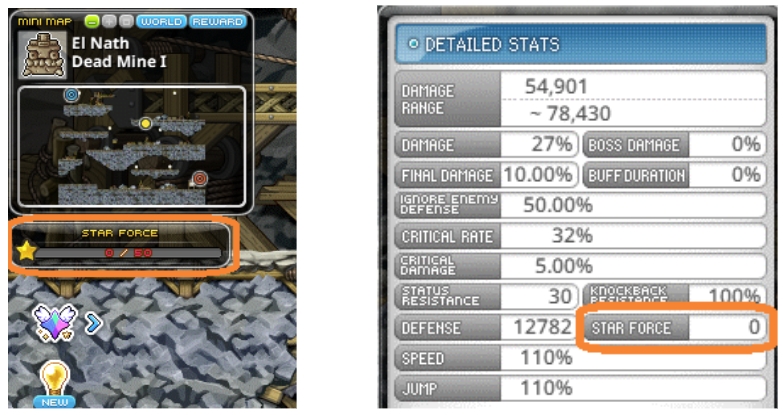 MINI MAP
WORLD
REWARD
El Nath
Dead Mine I
STAR FORCE
0 / 50
NEW
DETAILED STATS
DAMAGE RANGE
54,901
~ 78,430
DAMAGE 27% BOSS DAMAGE 0%
FINAL DAMAGE 10.00% BUFF DURATION 0%
IGNORE ENEMY DEFENSE 50.00%
CRITICAL RATE 32%
CRITICAL DAMAGE 5.00%
STATUS RESISTANCE 30 KNOCKBACK RESISTANCE 100%
DEFENSE 12782 STAR FORCE 0
SPEED 110%
JUMP 110%